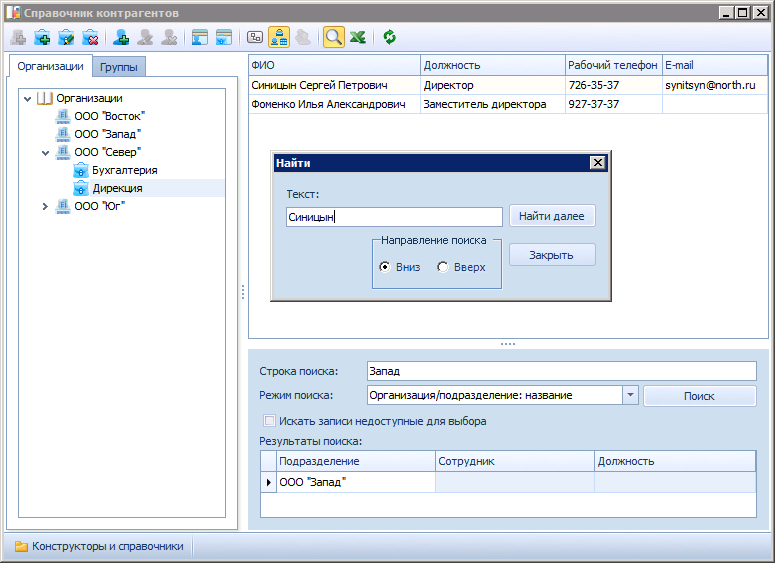 Справочник контрагентов
Организации Группы
Организации
ООО "Восток"
ООО "Запад"
ООО "Север"
Бухгалтерия
Дирекция
ООО "Юг"
ФИО Должность Рабочий телефон E-mail
Синицын Сергей Петрович Директор 726-35-37 synitsyn@north.ru
Фоменко Илья Александрович Заместитель директора 927-37-37
Найти
Текст:
Синицын Найти далее
Направление поиска
Вниз Вверх
Закрыть
Строка поиска: Запад
Режим поиска: Организация/подразделение: название Поиск
Искать записи недоступные для выбора
Результаты поиска:
Подразделение Сотрудник Должность
ООО "Запад"
Конструкторы и справочники